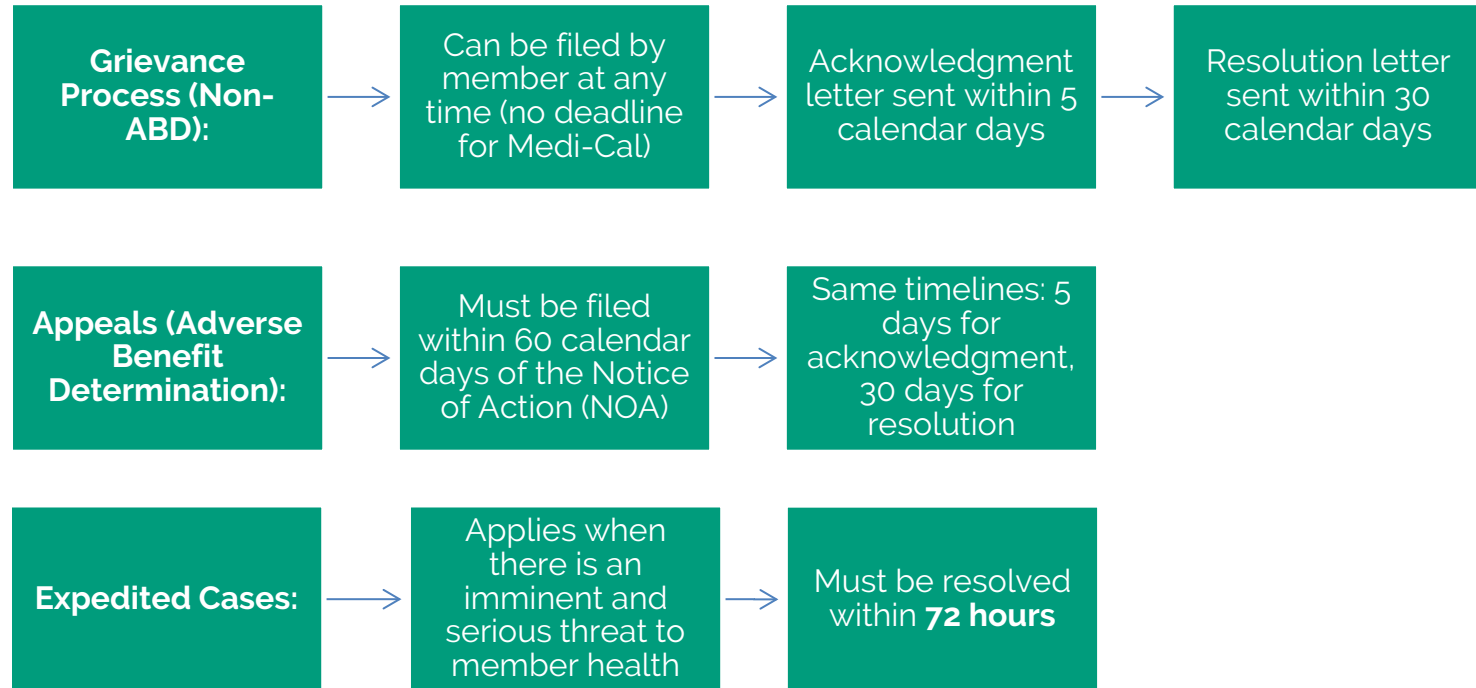 Grievance
Process (Non-
ABD):
Can be filed by
member at any
time (no deadline
for Medi-Cal)
Acknowledgment
letter sent within 5
calendar days
Resolution letter
sent within 30
calendar days
Appeals (Adverse
Benefit
Determination):
Must be filed
within 60 calendar
days of the Notice
of Action (NOA)
Same timelines: 5
days for
acknowledgment,
30 days for
resolution
Expedited Cases:
Applies when
there is an
imminent and
serious threat to
member health
Must be resolved
within 72 hours